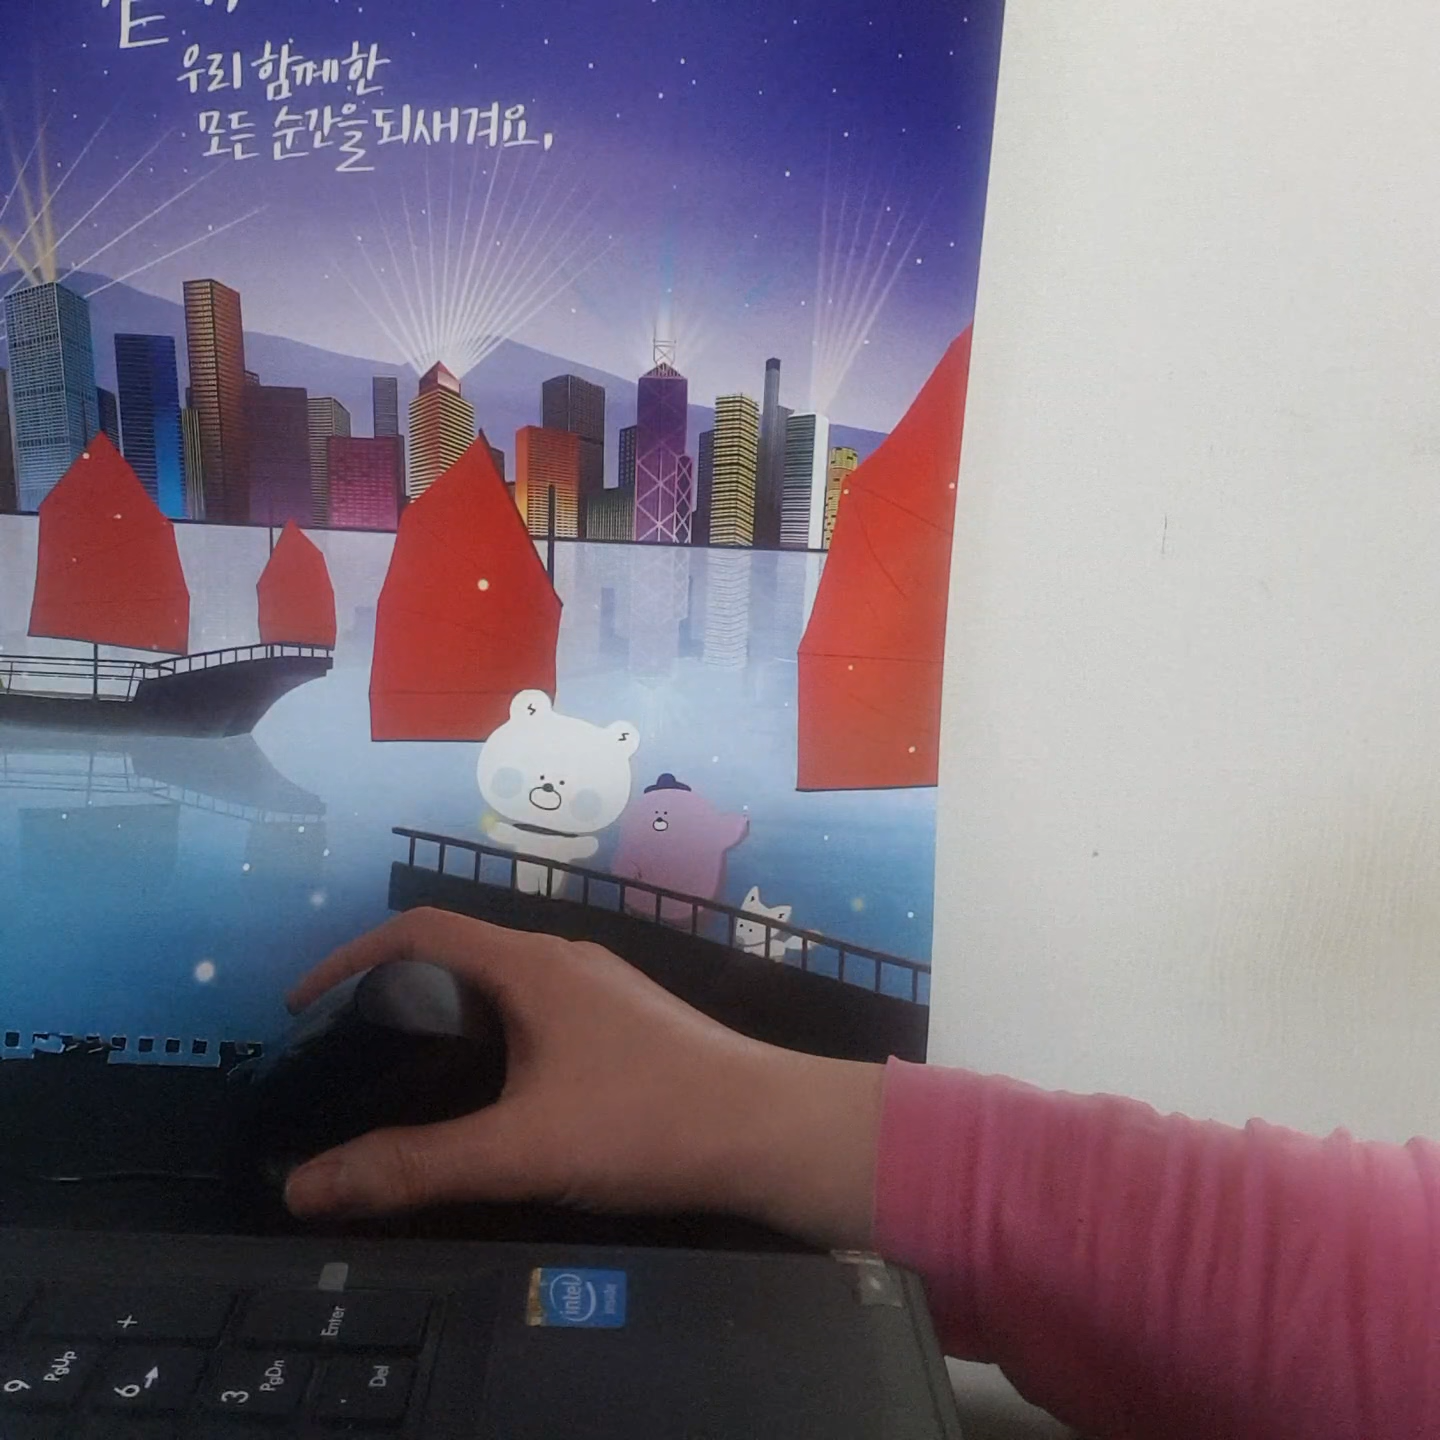 우리 함께한
모든 순간을 되새겨요,
intel
inside
+
Enter
9
PgUp
6
3
PgDn
.
Del